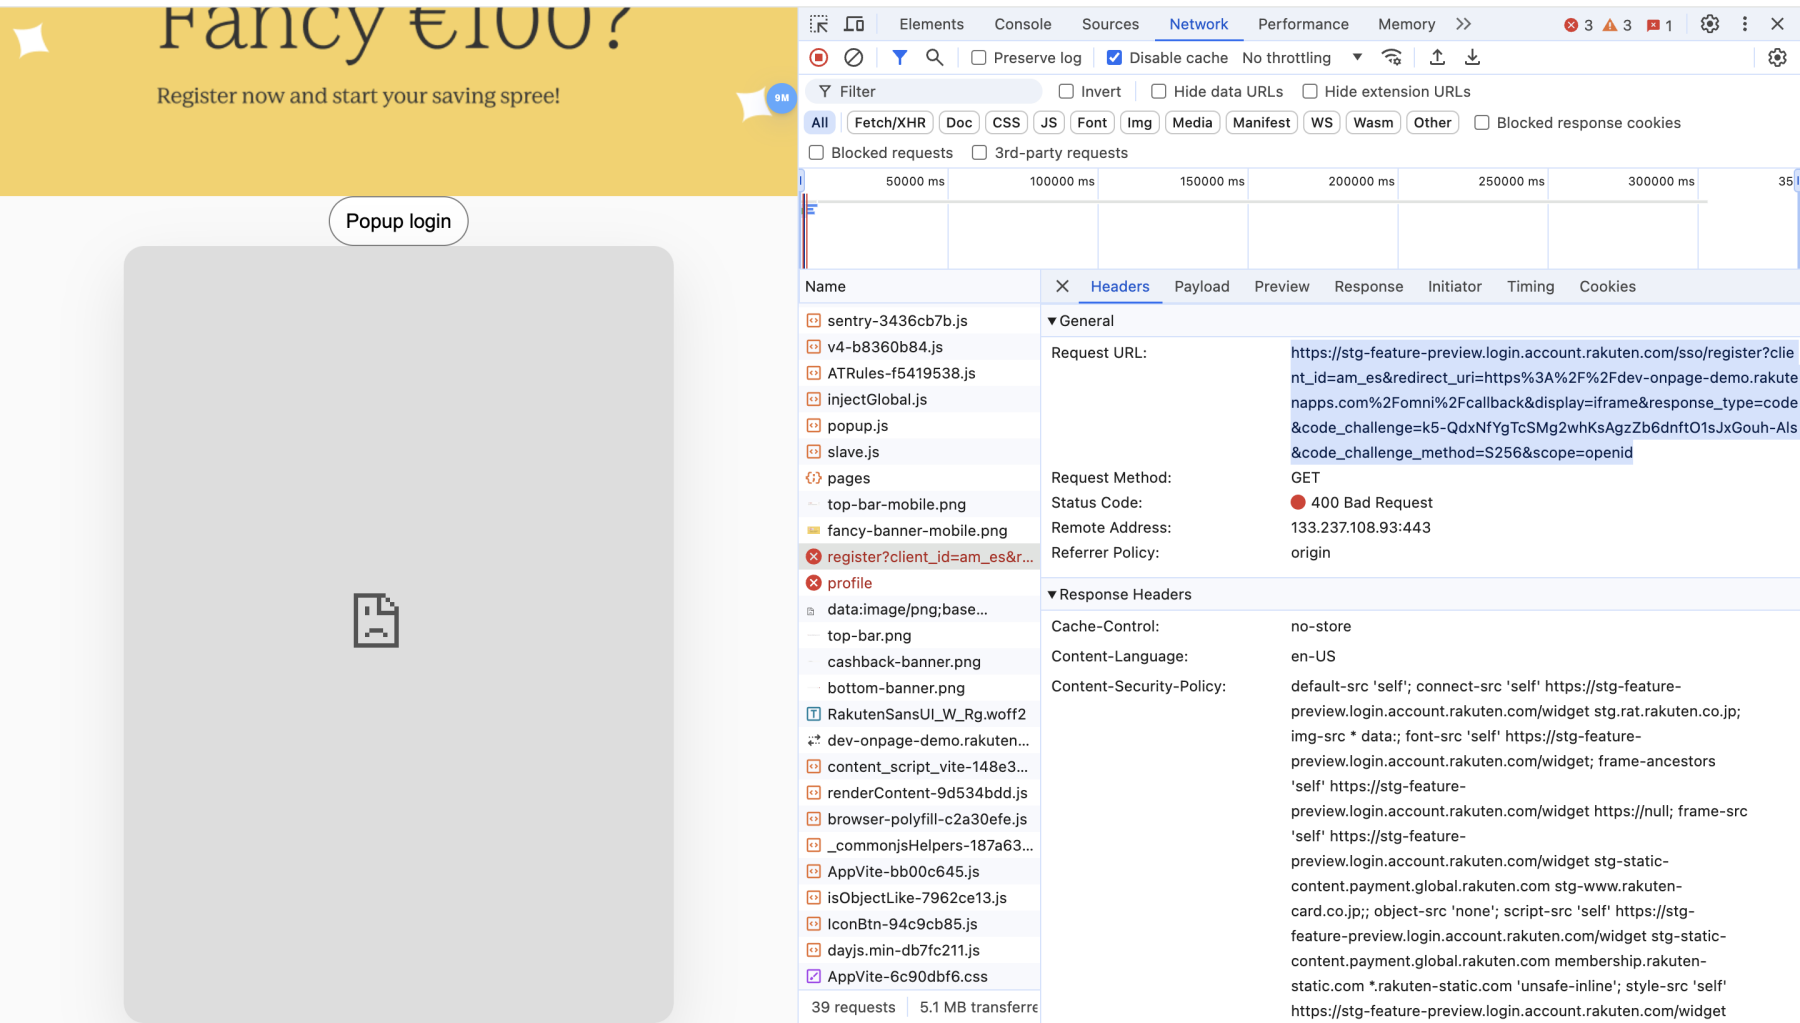 Fancy €100?
Register now and start your saving spree!
9M
Popup login
Elements Console Sources Network Performance Memory 3 3 1
Preserve log Disable cache No throttling
Filter Invert Hide data URLs Hide extension URLs
All Fetch/XHR Doc CSS JS Font Img Media Manifest WS Wasm Other Blocked response cookies
Blocked requests 3rd-party requests
50000 ms 100000 ms 150000 ms 200000 ms 250000 ms 300000 ms 35
Name
sentry-3436cb7b.js
v4-b8360b84.js
ATRules-f5419538.js
injectGlobal.js
popup.js
slave.js
pages
top-bar-mobile.png
fancy-banner-mobile.png
register?client_id=am_es&r...
profile
data:image/png;base...
top-bar.png
cashback-banner.png
bottom-banner.png
RakutenSansUI_W_Rg.woff2
dev-onpage-demo.rakuten...
content_script_vite-148e3...
renderContent-9d534bdd.js
browser-polyfill-c2a30efe.js
_commonjsHelpers-187a63...
AppVite-bb00c645.js
isObjectLike-7962ce13.js
IconBtn-94c9cb85.js
dayjs.min-db7fc211.js
AppVite-6c90dbf6.css
39 requests 5.1 MB transferre
Headers Payload Preview Response Initiator Timing Cookies
General
Request URL: https://stg-feature-preview.login.account.rakuten.com/sso/register?clie
nt_id=am_es&redirect_uri=https%3A%2F%2Fdev-onpage-demo.rakute
napps.com%2Fomni%2Fcallback&display=iframe&response_type=code
&code_challenge=k5-QdxNfYgTcSMg2whKsAgzZb6dnftO1sJxGouh-AIs
&code_challenge_method=S256&scope=openid
Request Method: GET
Status Code: 400 Bad Request
Remote Address: 133.237.108.93:443
Referrer Policy: origin
Response Headers
Cache-Control: no-store
Content-Language: en-US
Content-Security-Policy: default-src 'self'; connect-src 'self' https://stg-feature-
preview.login.account.rakuten.com/widget stg.rat.rakuten.co.jp;
img-src * data:; font-src 'self' https://stg-feature-
preview.login.account.rakuten.com/widget; frame-ancestors
'self' https://stg-feature-
preview.login.account.rakuten.com/widget https://null; frame-src
'self' https://stg-feature-
preview.login.account.rakuten.com/widget stg-static-
content.payment.global.rakuten.com stg-www.rakuten-
card.co.jp;; object-src 'none'; script-src 'self' https://stg-
feature-preview.login.account.rakuten.com/widget stg-static-
content.payment.global.rakuten.com membership.rakuten-
static.com *.rakuten-static.com 'unsafe-inline'; style-src 'self'
https://stg-feature-preview.login.account.rakuten.com/widget